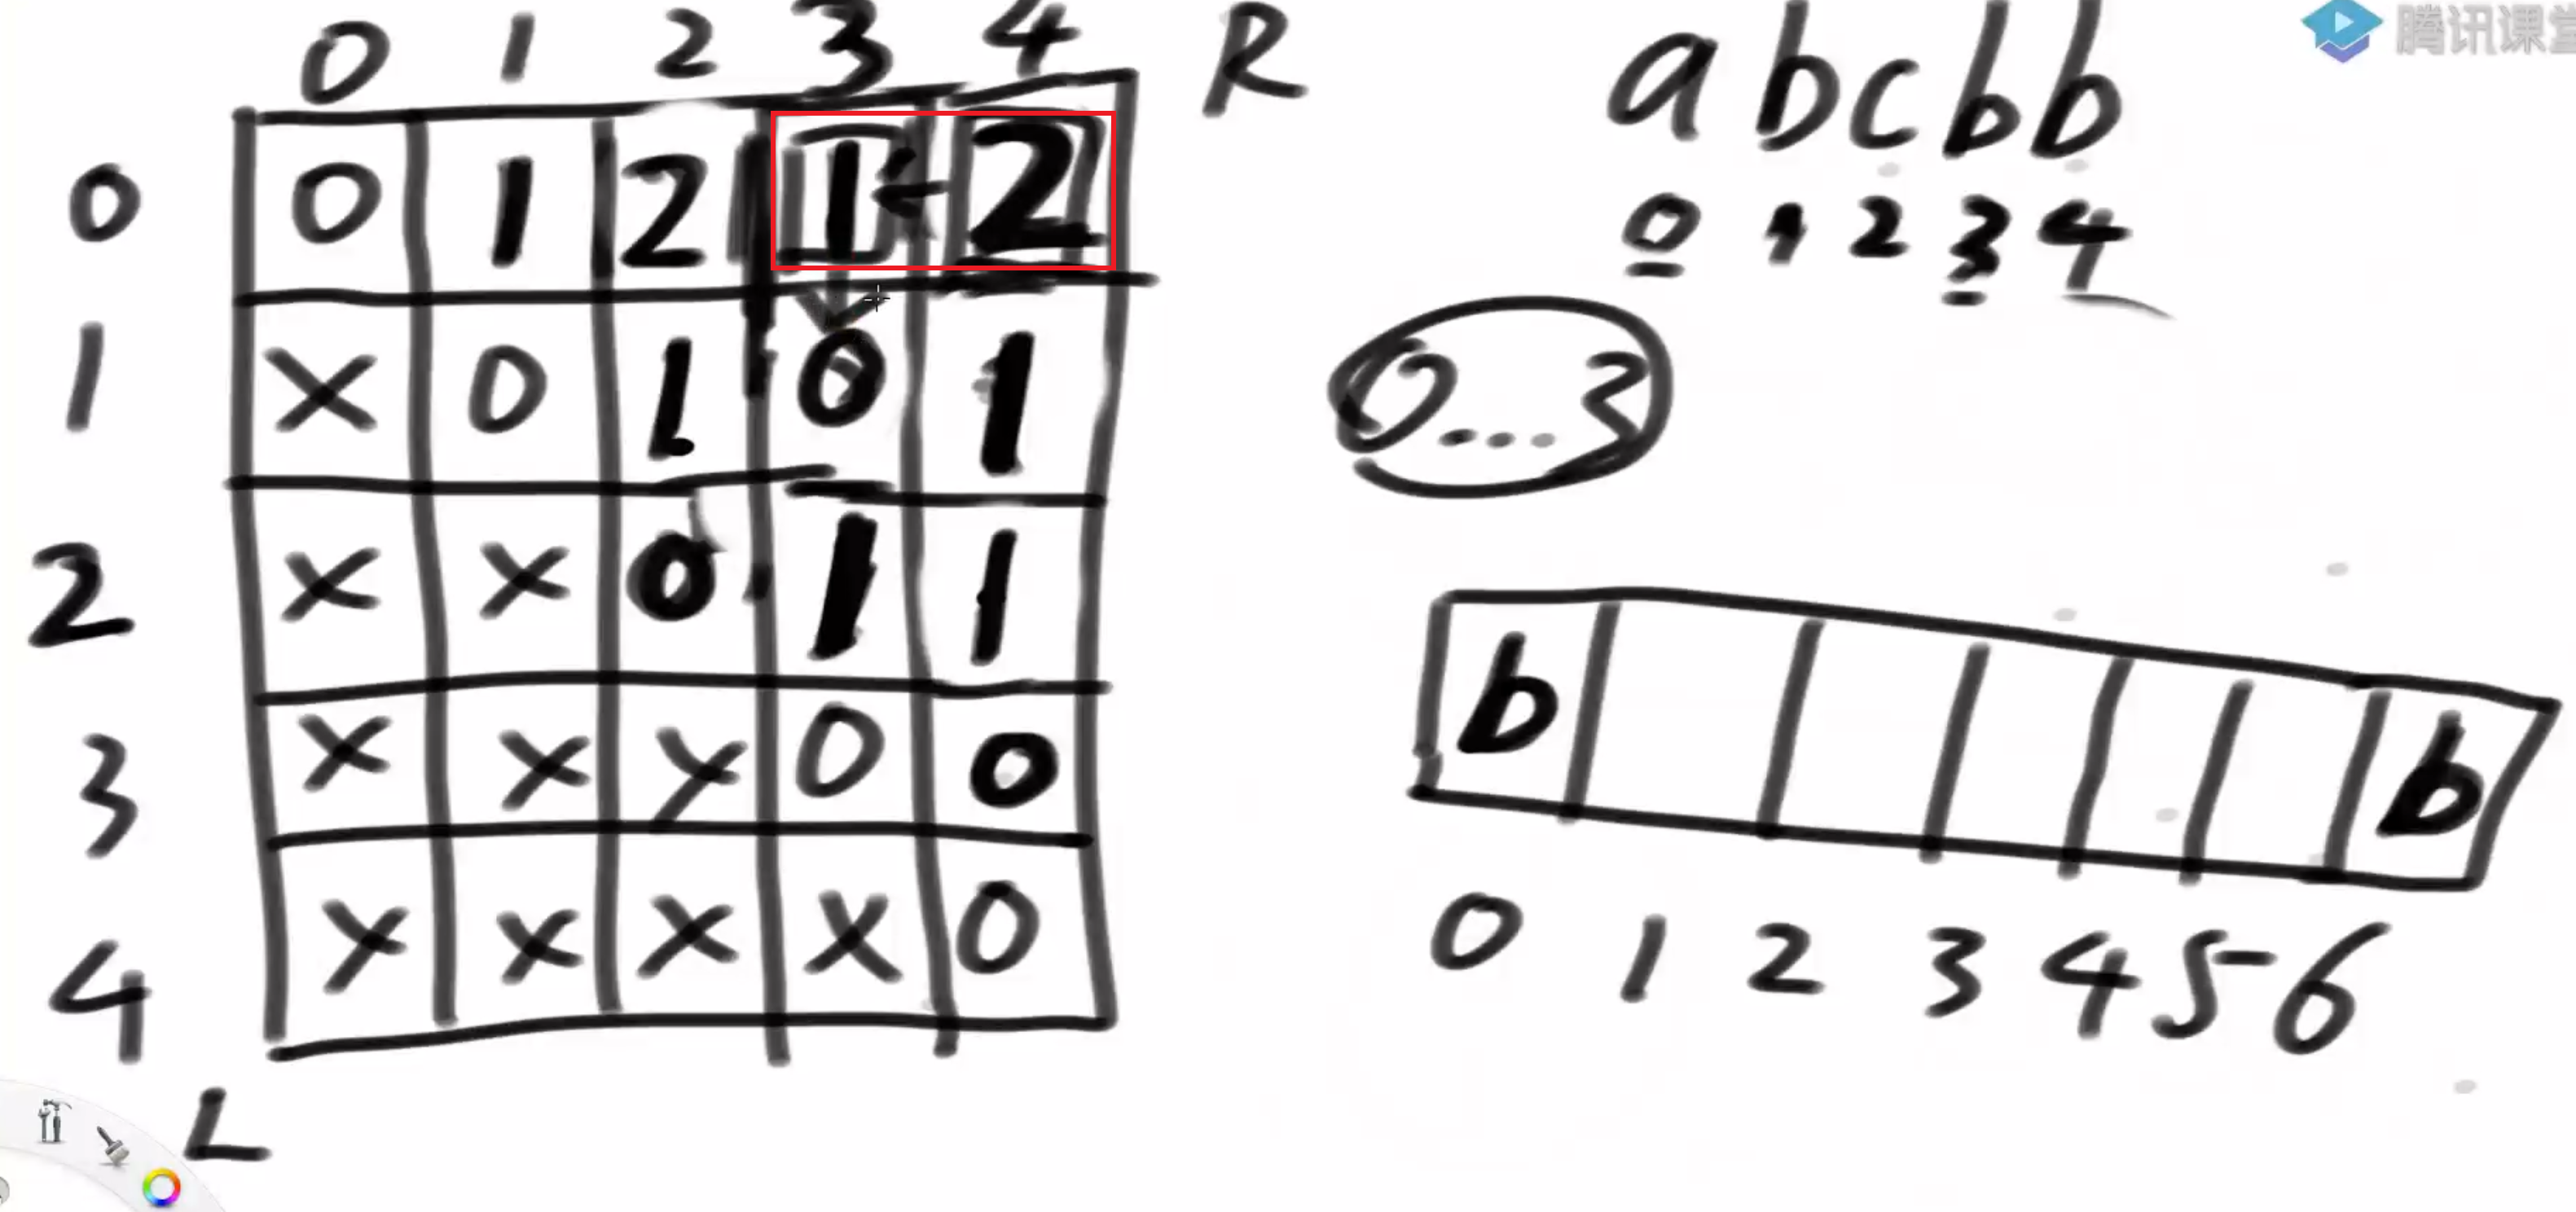 0 1 2 3 4 R
0 0 1 2 1 2
1 X 0 1 0 1
2 X X 0 1 1
3 X X X 0 0
4 X X X X 0
L
abcbb
0 1 2 3 4
0...3
b b
0 1 2 3 4 5 6
腾讯课堂